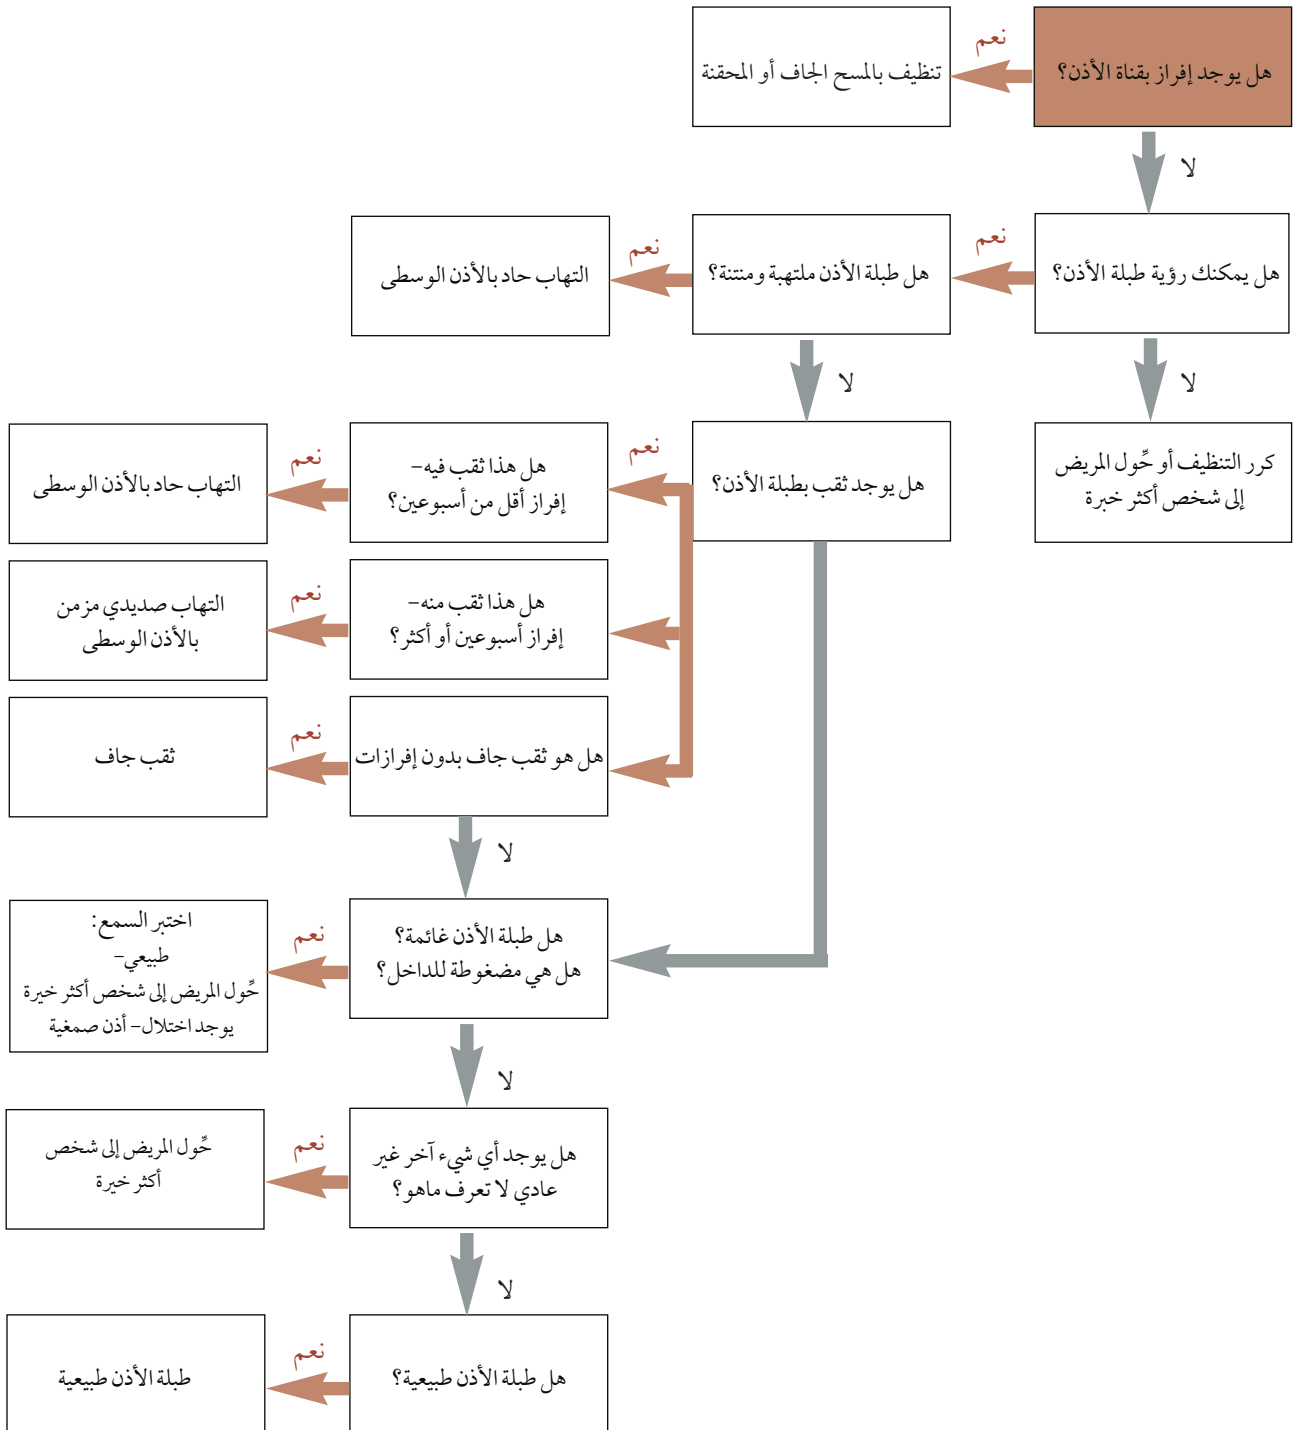 هل يوجد إفراز بقناة الأذن؟
نعم
تنظيف بالمسح الجاف أو المحقنة
لا
هل يمكنك رؤية طبلة الأذن؟
نعم
هل طبلة الأذن ملتهبة ومنتنة؟
نعم
التهاب حاد بالأذن الوسطى
لا
لا
كرر التنظيف أو حِّول المريض
إلى شخص أكثر خبرة
هل يوجد ثقب بطبلة الأذن؟
نعم
هل هذا ثقب فيه–
إفراز أقل من أسبوعين؟
نعم
التهاب حاد بالأذن الوسطى
هل هذا ثقب منه–
إفراز أسبوعين أو أكثر؟
نعم
التهاب صديدي مزمن
بالأذن الوسطى
هل هو ثقب جاف بدون إفرازات
نعم
ثقب جاف
لا
هل طبلة الأذن غائمة؟
هل هي مضغوطة للداخل؟
نعم
اختبر السمع:
طبيعي–
حِّول المريض إلى شخص أكثر خيرة
يوجد اختلال– أذن صمغية
لا
هل يوجد أي شيء آخر غير
عادي لا تعرف ماهو؟
نعم
حِّول المريض إلى شخص
أكثر خيرة
لا
هل طبلة الأذن طبيعية؟
نعم
طبلة الأذن طبيعية